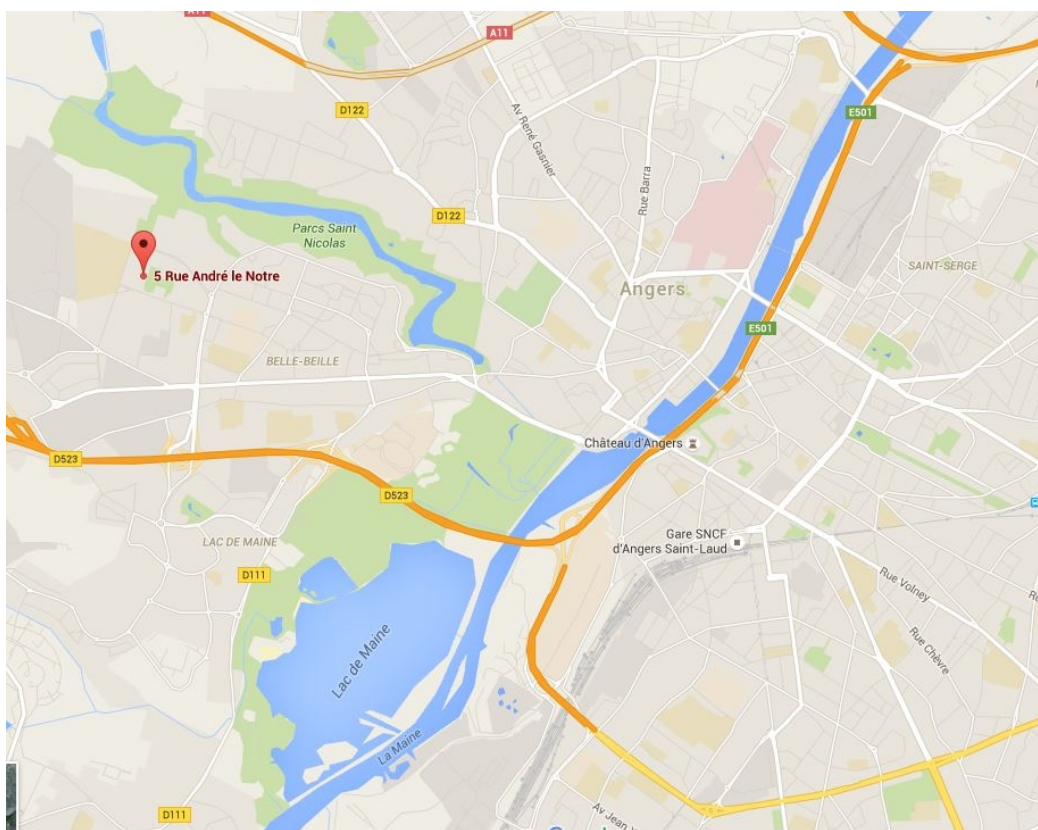 A11
A11
D122
E501
Av René Gasnier
Rue Barra
D122
Parcs Saint
Nicolas
5 Rue André le Notre
SAINT-SERGE
Angers
E501
BELLE-BEILLE
Château d'Angers
D523
D523
Gare SNCF
d'Angers Saint-Laud
LAC DE MAINE
D111
Rue Volney
Rue Chèvre
Lac de Maine
La Maine
D111